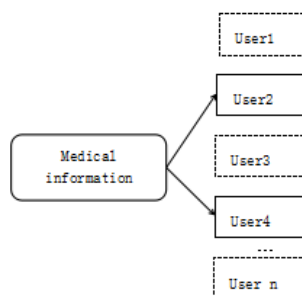 User1
User2
Medical
information
User3
User4
...
User n